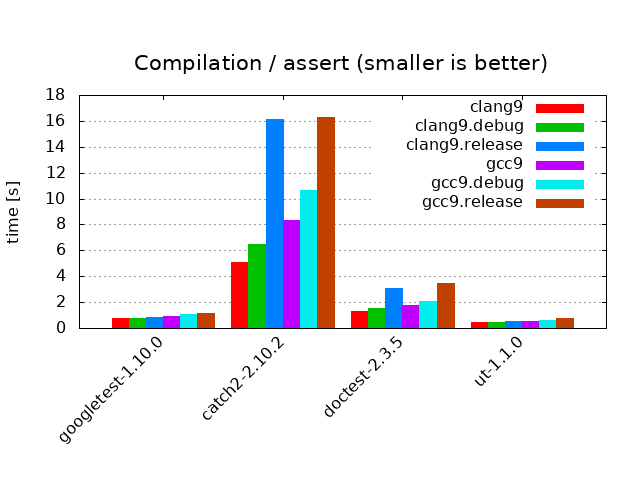 Compilation / assert (smaller is better)
18
16
14
12
10
8
6
4
2
0
time [s]
clang9
clang9.debug
clang9.release
gcc9
gcc9.debug
gcc9.release
googletest-1.10.0
catch2-2.10.2
doctest-2.3.5
ut-1.1.0